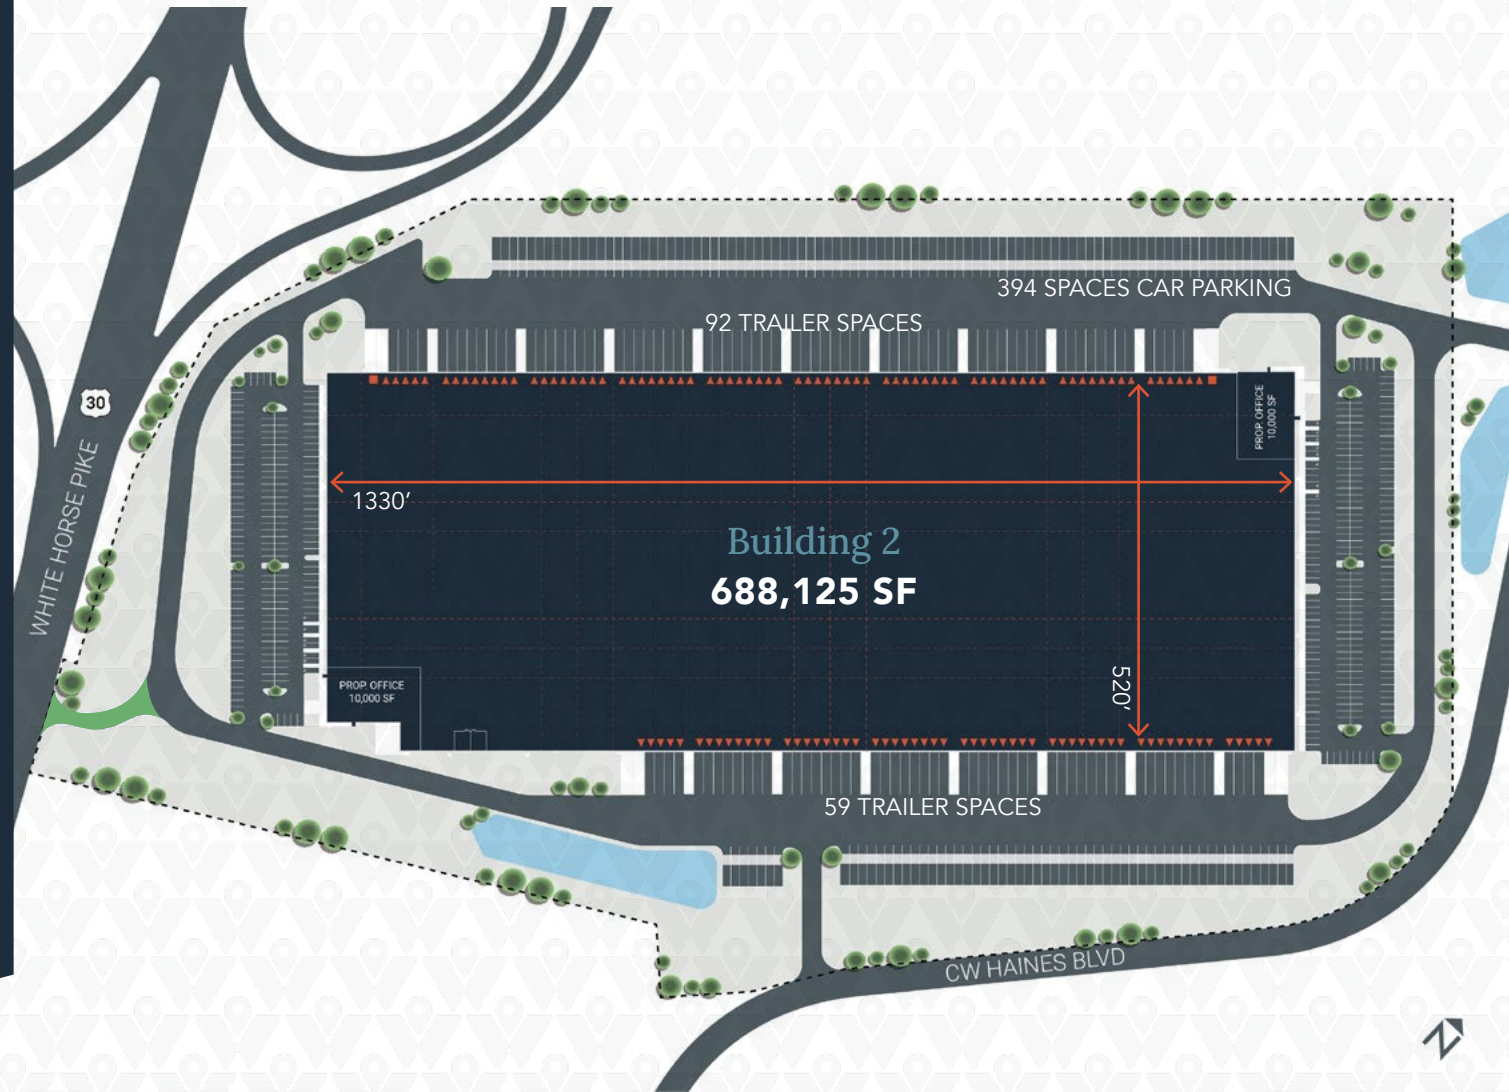 394 SPACES CAR PARKING
92 TRAILER SPACES
30
WHITE HORSE PIKE
PROP. OFFICE
10,000 SF
1330'
Building 2
688,125 SF
520'
PROP. OFFICE
10,000 SF
59 TRAILER SPACES
CW HAINES BLVD
N